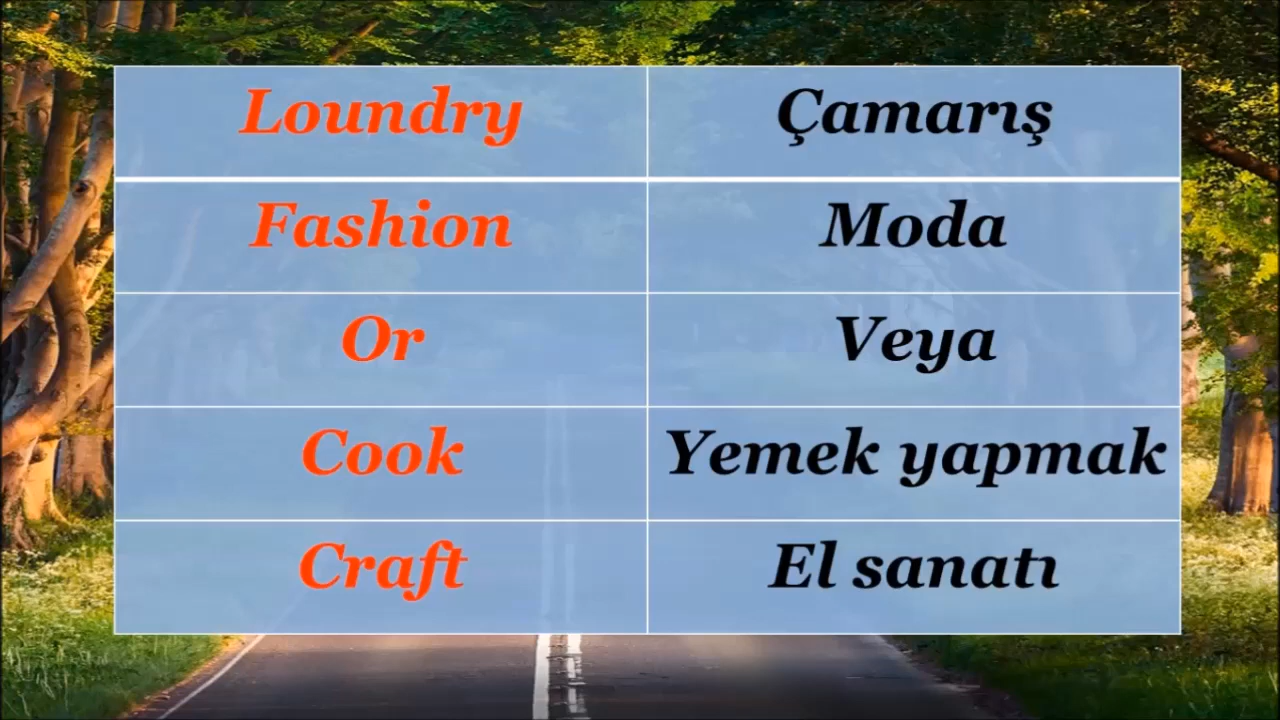 Loundry Çamarış
Fashion Moda
Or Veya
Cook Yemek yapmak
Craft El sanatı